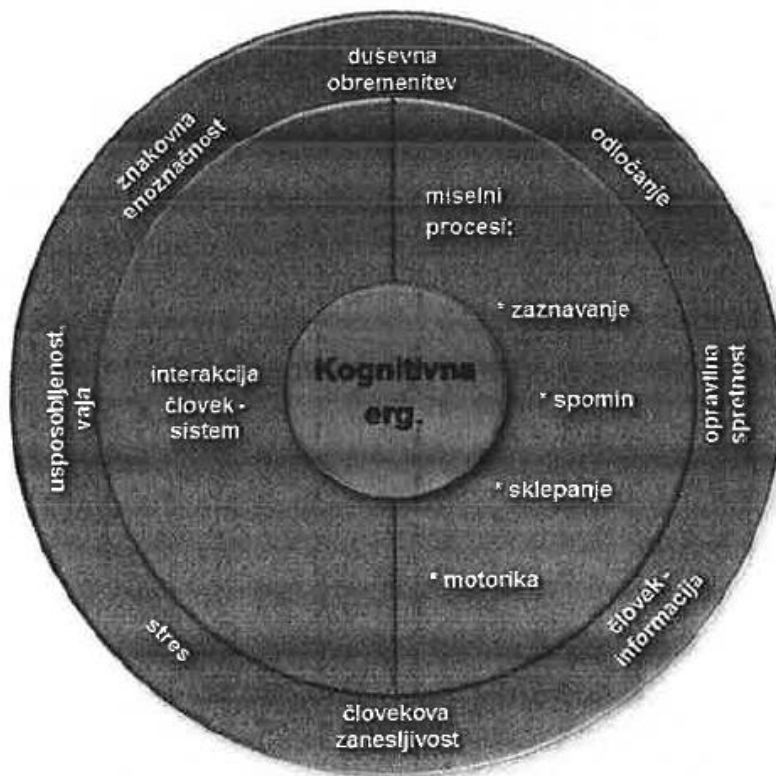 duševna
obremenitev
odločanje
opravilna
spretnost
človek-
informacija
človekova
zanesljivost
stres
usposobljenost,
vaja
znakovna
enoznačnost
miselni
procesi:
* zaznavanje
* spomin
* sklepanje
* motorika
interakcija
človek-
sistem
Kognitivna
erg.